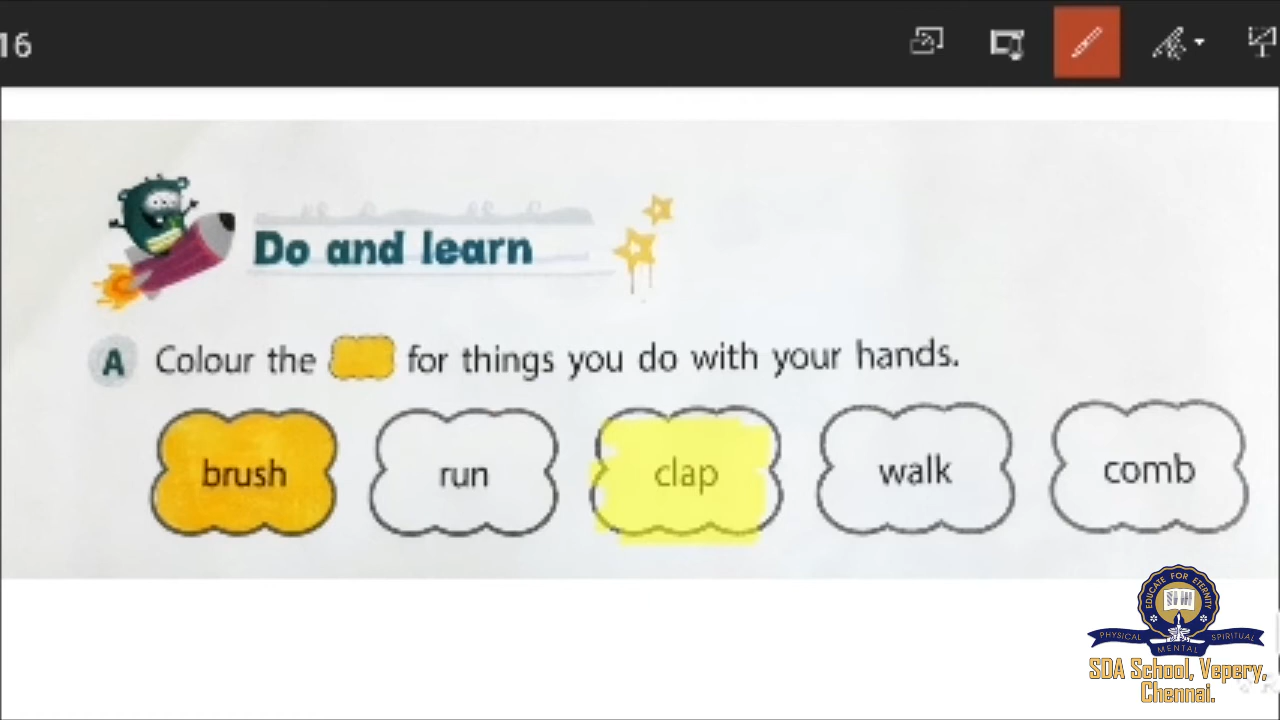 16
Do and learn
A Colour the for things you do with your hands.
brush run clap walk comb
EDUCATE FOR ETERNITY
PHYSICAL MENTAL SPIRITUAL
SDA School, Vepery,
Chennai.